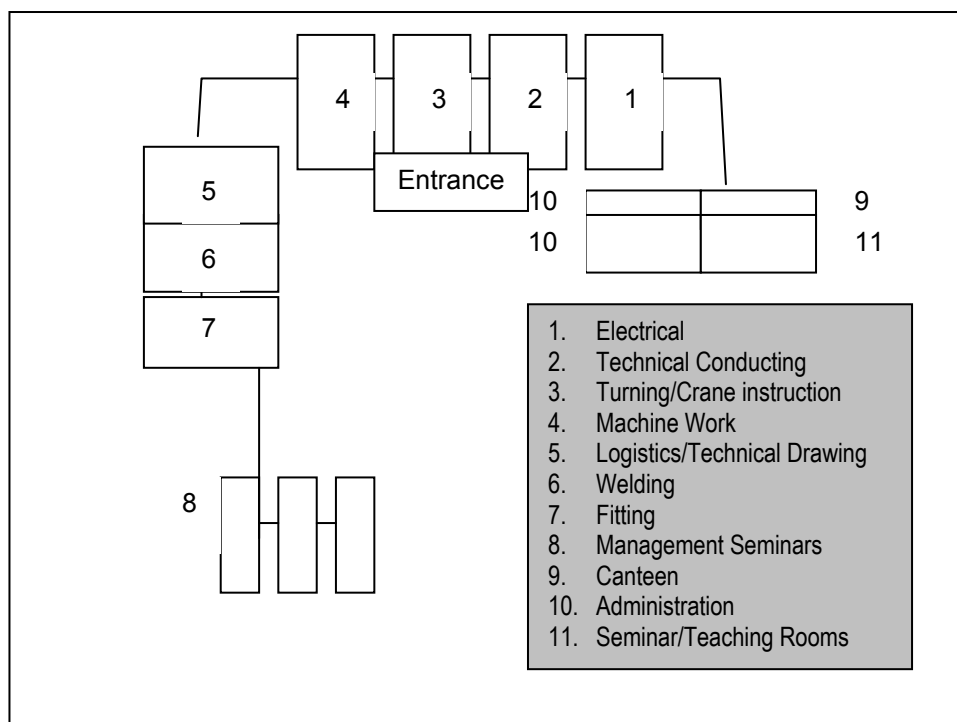 4 3 2 1
Entrance
5
10 9
10 11
6
7
8
1. Electrical
2. Technical Conducting
3. Turning/Crane instruction
4. Machine Work
5. Logistics/Technical Drawing
6. Welding
7. Fitting
8. Management Seminars
9. Canteen
10. Administration
11. Seminar/Teaching Rooms